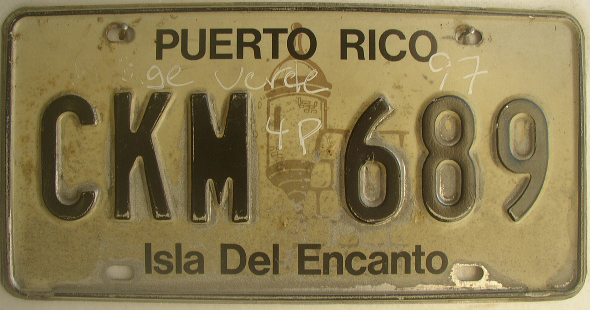 PUERTO RICO
ge verde 97
4P
CKM 689
Isla Del Encanto